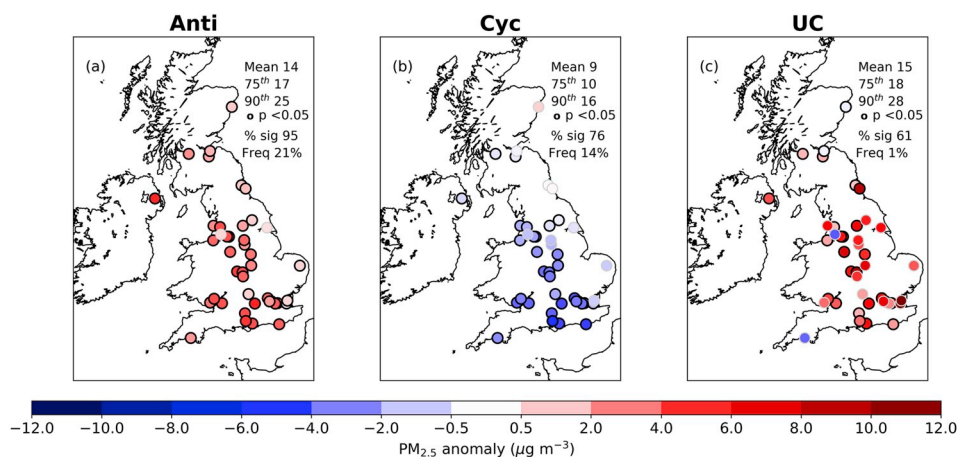 Anti Cyc UC
(a) Mean 14
75th 17
90th 25
p <0.05
% sig 95
Freq 21%
(b) Mean 9
75th 10
90th 16
p <0.05
% sig 76
Freq 14%
(c) Mean 15
75th 18
90th 28
p <0.05
% sig 61
Freq 1%
−12.0 −10.0 −8.0 −6.0 −4.0 −2.0 −0.5 0.5 2.0 4.0 6.0 8.0 10.0 12.0
PM2.5 anomaly (μg m−3)